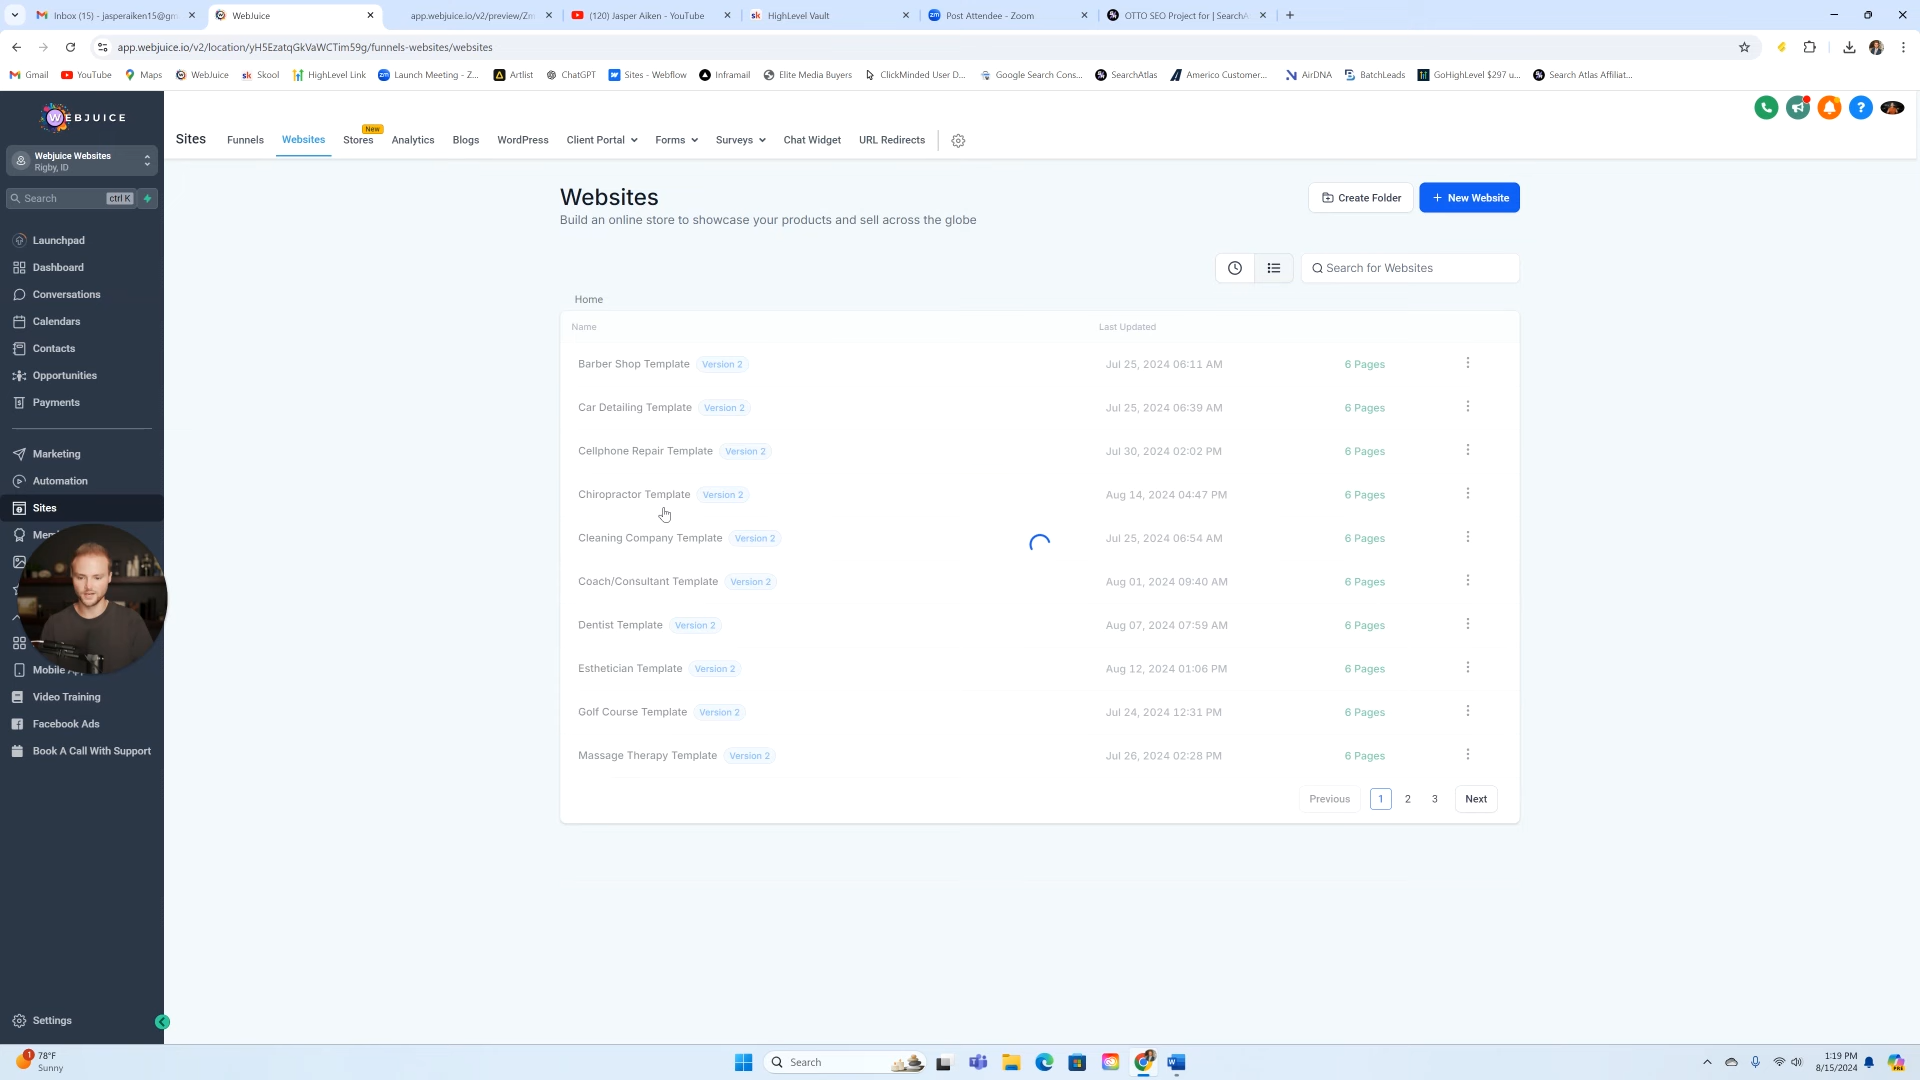 Inbox (15) - jasperaiken15@gm
WebJuice
app.webjuice.io/v2/preview/Zm
(120) Jasper Aiken - YouTube
HighLevel Vault
Post Attendee - Zoom
OTTO SEO Project for | SearchA
app.webjuice.io/v2/location/yH5EzatqGkVaWCTim59g/funnels-websites/websites
Gmail
YouTube
Maps
WebJuice
Skool
HighLevel Link
Launch Meeting - Z...
Artlist
ChatGPT
Sites - Webflow
Inframail
Elite Media Buyers
ClickMinded User D...
Google Search Cons...
SearchAtlas
Americo Customer...
AirDNA
BatchLeads
GoHighLevel $297 u...
Search Atlas Affiliat...
WEBJUICE
Webjuice Websites
Rigby, ID
Search
ctrl K
Launchpad
Dashboard
Conversations
Calendars
Contacts
Opportunities
Payments
Marketing
Automation
Sites
Mem
Mobile Ap
Video Training
Facebook Ads
Book A Call With Support
Settings
Sites
Funnels
Websites
Stores
New
Analytics
Blogs
WordPress
Client Portal
Forms
Surveys
Chat Widget
URL Redirects
Websites
Build an online store to showcase your products and sell across the globe
Create Folder
+ New Website
Search for Websites
Home
Name
Last Updated
Barber Shop Template Version 2 Jul 25, 2024 06:11 AM 6 Pages
Car Detailing Template Version 2 Jul 25, 2024 06:39 AM 6 Pages
Cellphone Repair Template Version 2 Jul 30, 2024 02:02 PM 6 Pages
Chiropractor Template Version 2 Aug 14, 2024 04:47 PM 6 Pages
Cleaning Company Template Version 2 Jul 25, 2024 06:54 AM 6 Pages
Coach/Consultant Template Version 2 Aug 01, 2024 09:40 AM 6 Pages
Dentist Template Version 2 Aug 07, 2024 07:59 AM 6 Pages
Esthetician Template Version 2 Aug 12, 2024 01:06 PM 6 Pages
Golf Course Template Version 2 Jul 24, 2024 12:31 PM 6 Pages
Massage Therapy Template Version 2 Jul 26, 2024 02:28 PM 6 Pages
Previous 1 2 3 Next
78°F
Sunny
Search
1:19 PM
8/15/2024